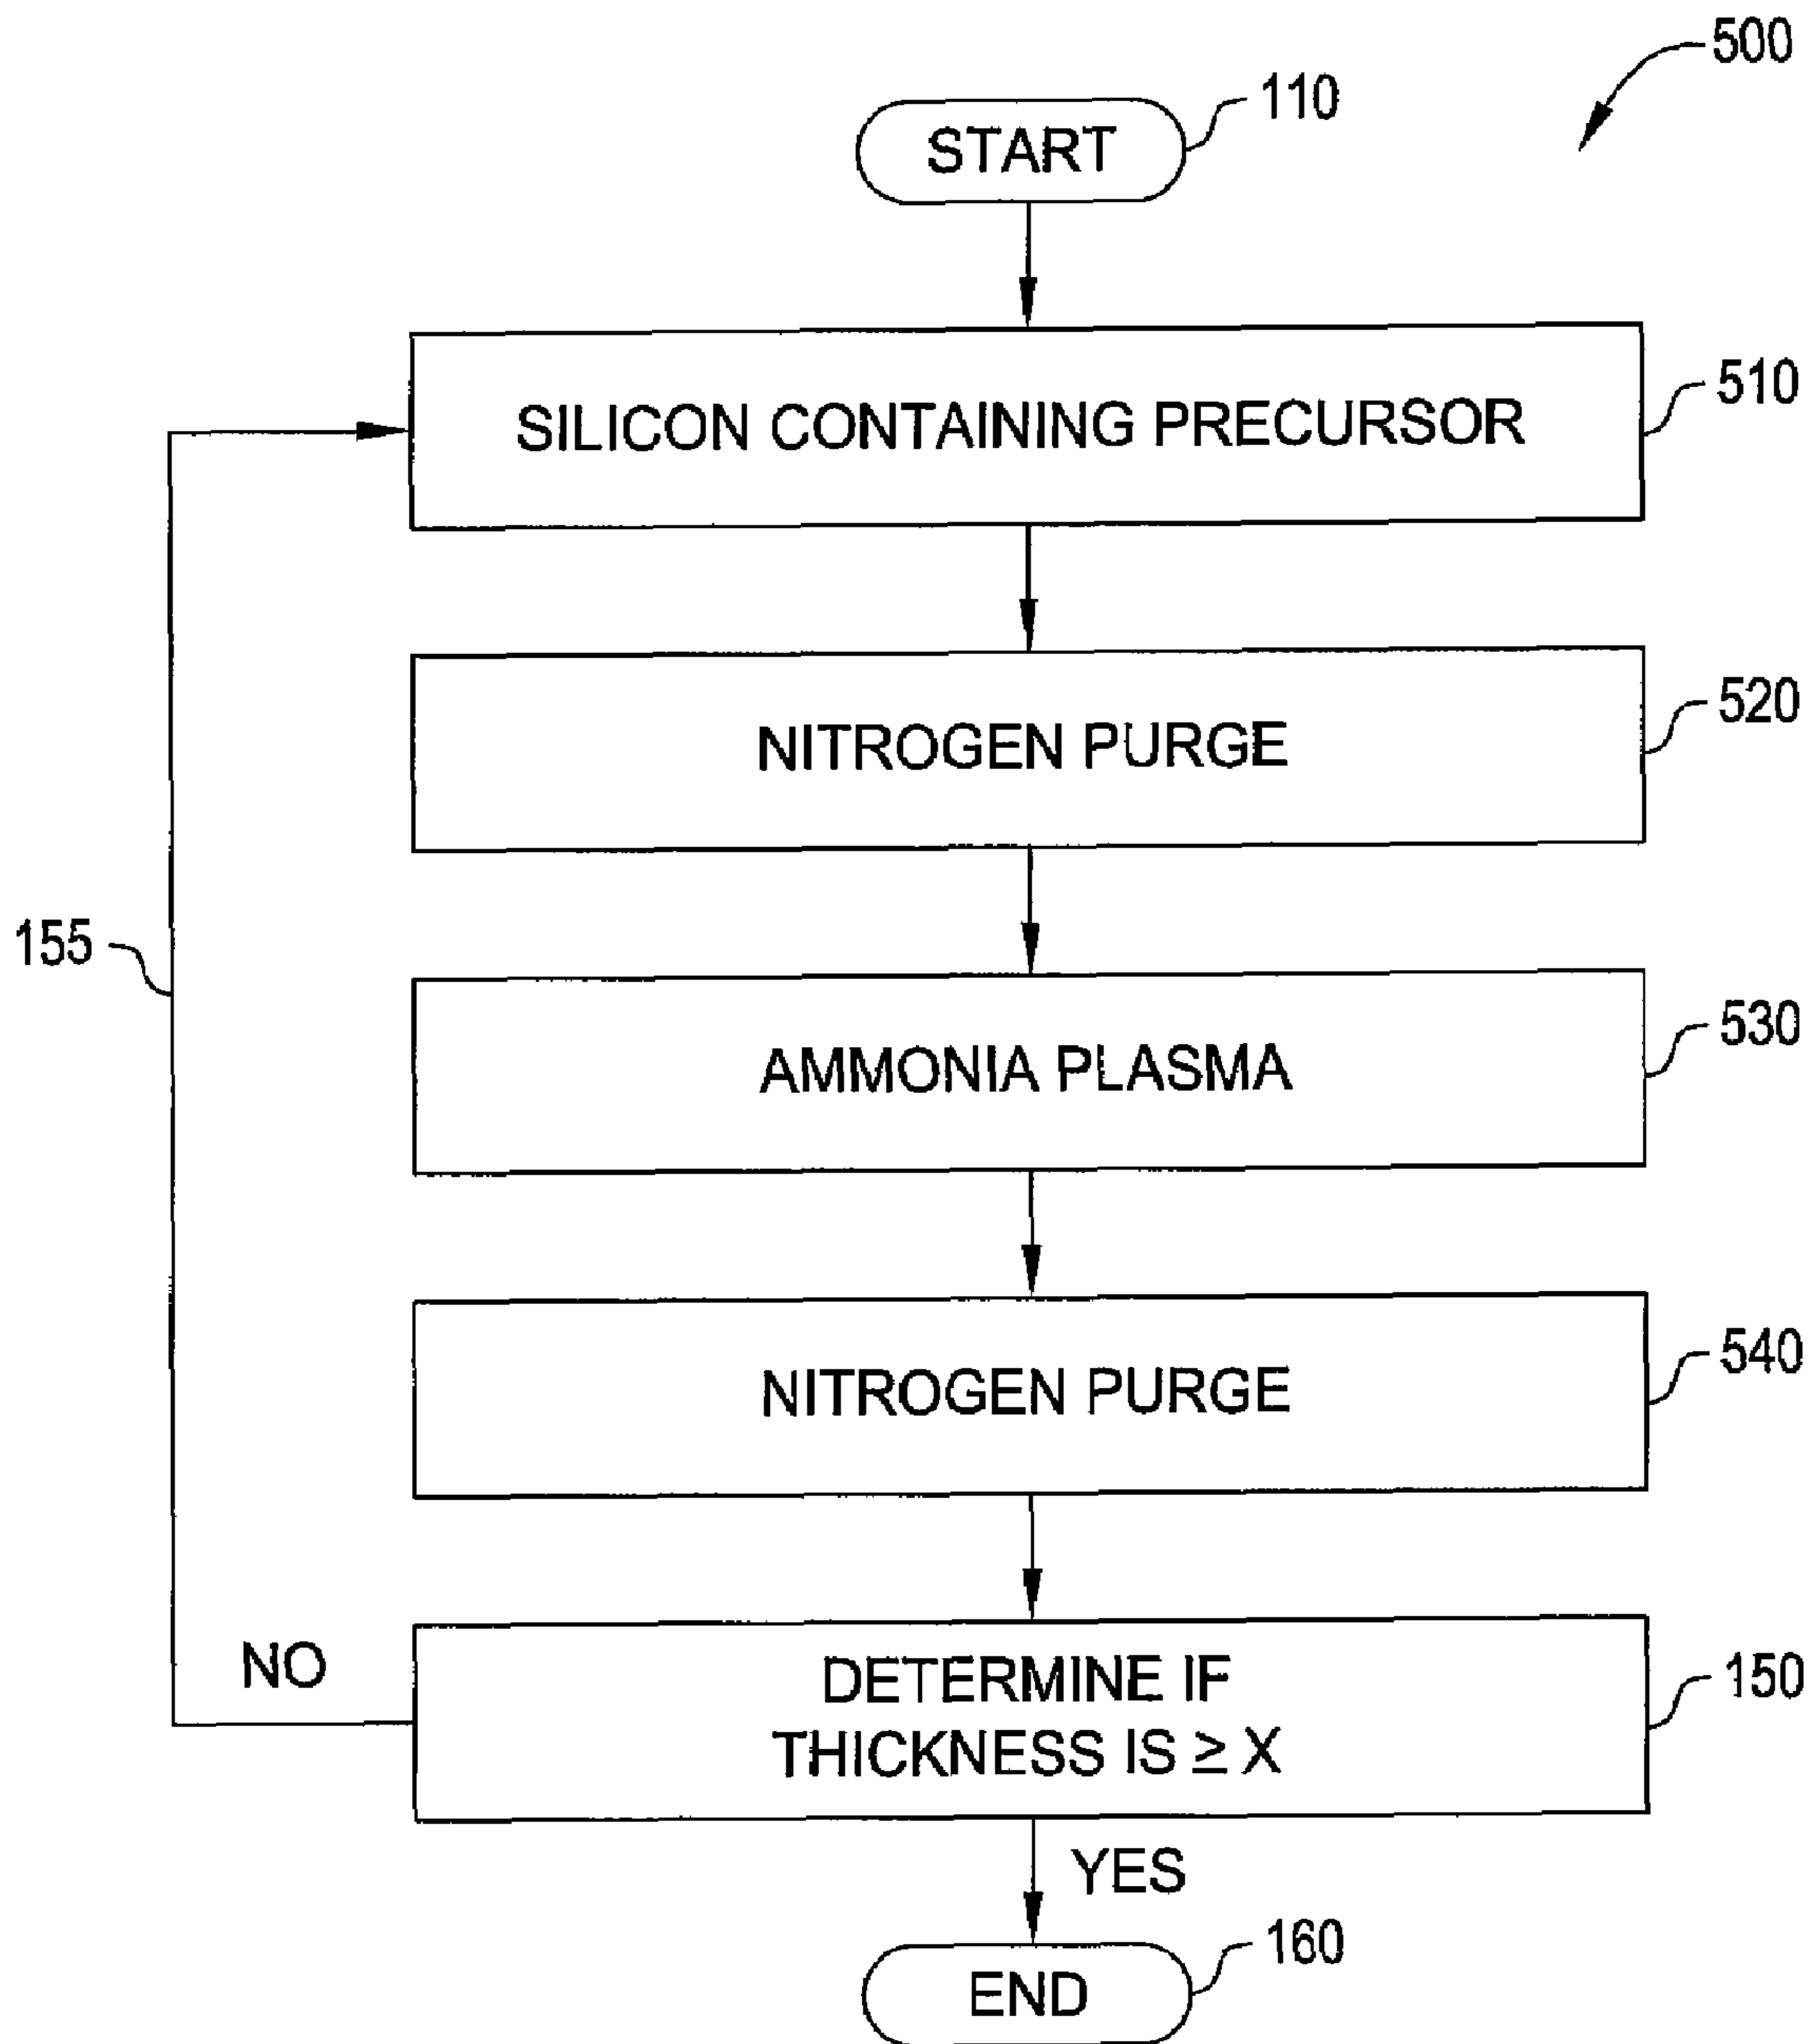 500
START
110
SILICON CONTAINING PRECURSOR
510
NITROGEN PURGE
520
155
AMMONIA PLASMA
530
NITROGEN PURGE
540
NO
DETERMINE IF
THICKNESS IS ≥ X
150
YES
END
160